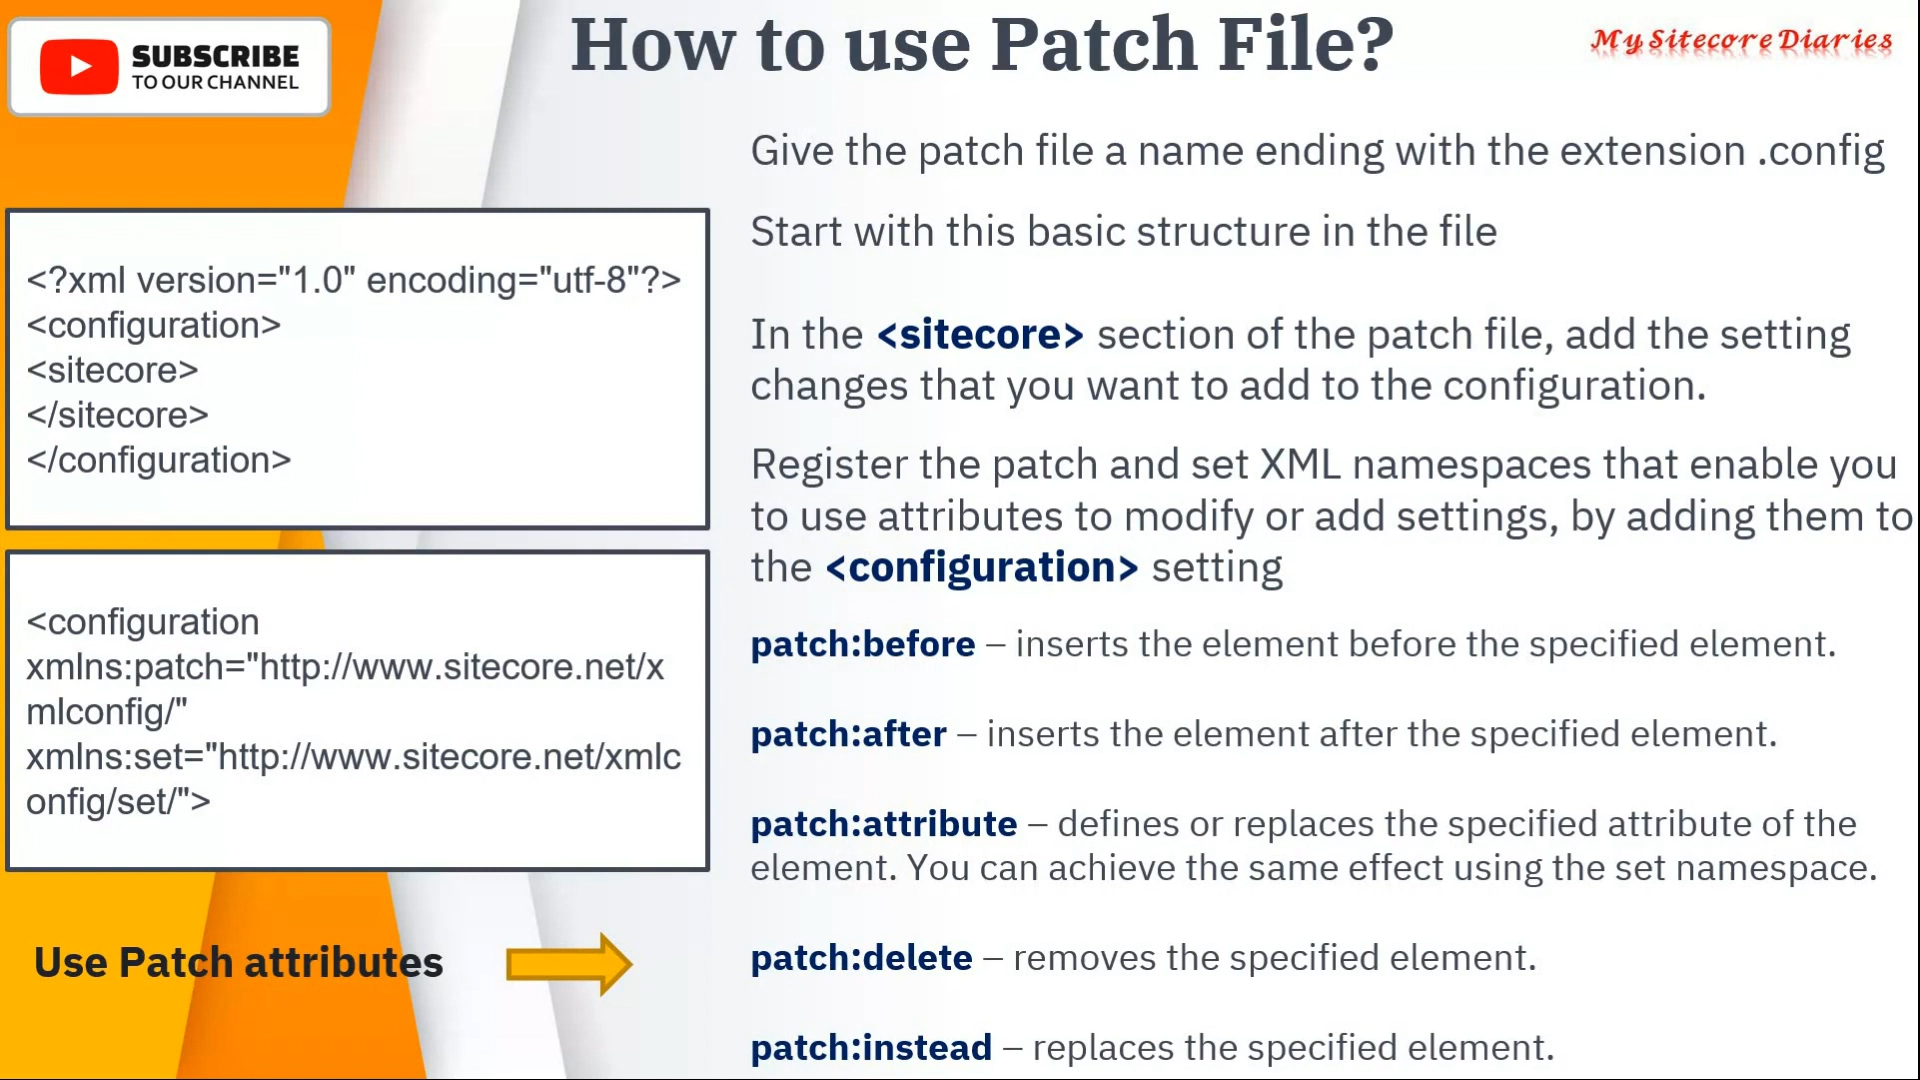 SUBSCRIBE
TO OUR CHANNEL
How to use Patch File?
My Sitecore Diaries
Give the patch file a name ending with the extension .config
Start with this basic structure in the file
<?xml version="1.0" encoding="utf-8"?>
<configuration>
<sitecore>
</sitecore>
</configuration>
In the <sitecore> section of the patch file, add the setting
changes that you want to add to the configuration.
Register the patch and set XML namespaces that enable you
to use attributes to modify or add settings, by adding them to
the <configuration> setting
<configuration
xmlns:patch="http://www.sitecore.net/x
mlconfig/"
xmlns:set="http://www.sitecore.net/xmlc
onfig/set/">
Use Patch attributes
patch:before – inserts the element before the specified element.
patch:after – inserts the element after the specified element.
patch:attribute – defines or replaces the specified attribute of the
element. You can achieve the same effect using the set namespace.
patch:delete – removes the specified element.
patch:instead – replaces the specified element.